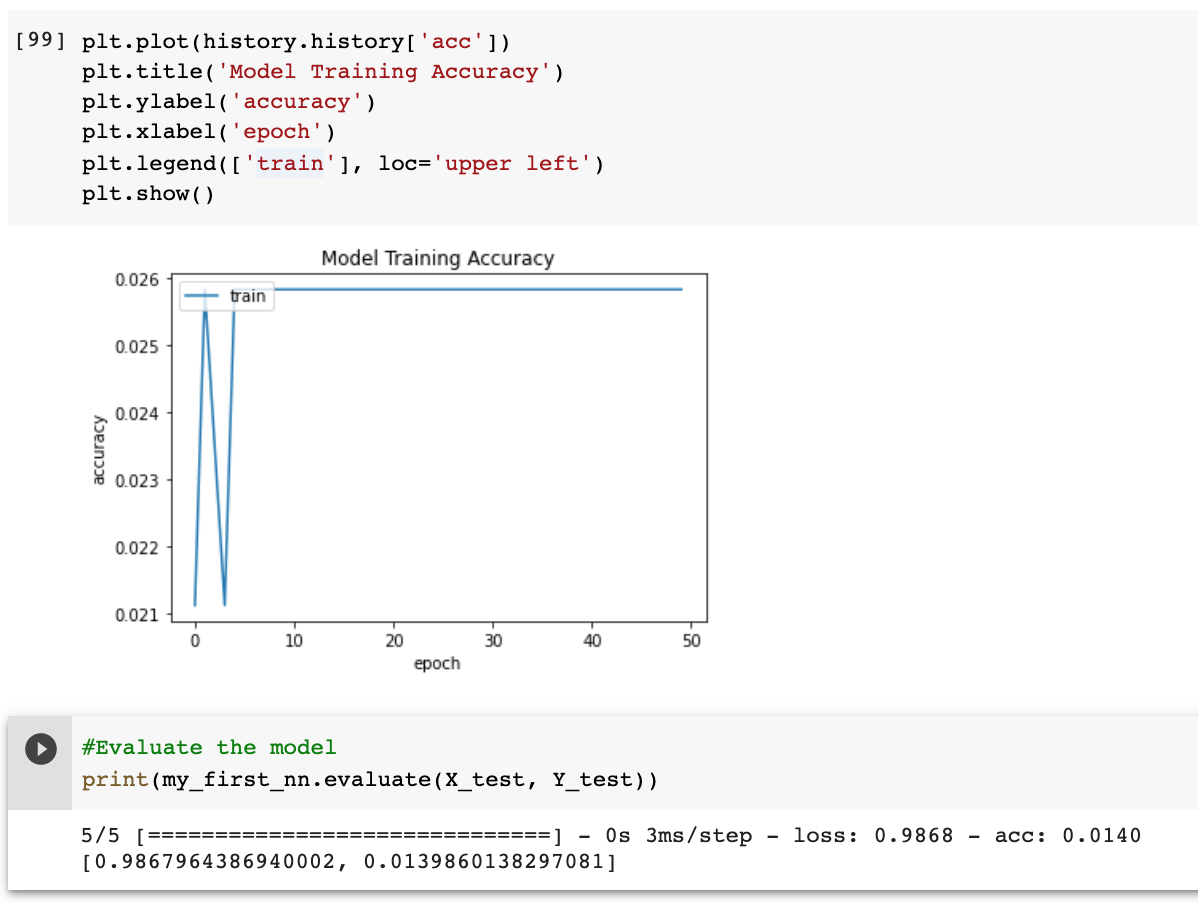 [99] plt.plot(history.history['acc'])
plt.title('Model Training Accuracy')
plt.ylabel('accuracy')
plt.xlabel('epoch')
plt.legend(['train'], loc='upper left')
plt.show()
Model Training Accuracy
train
0.026
0.025
0.024
0.023
0.022
0.021
accuracy
0 10 20 30 40 50
epoch
#Evaluate the model
print(my_first_nn.evaluate(X_test, Y_test))
5/5 [==============================] - 0s 3ms/step - loss: 0.9868 - acc: 0.0140
[0.9867964386940002, 0.0139860138297081]